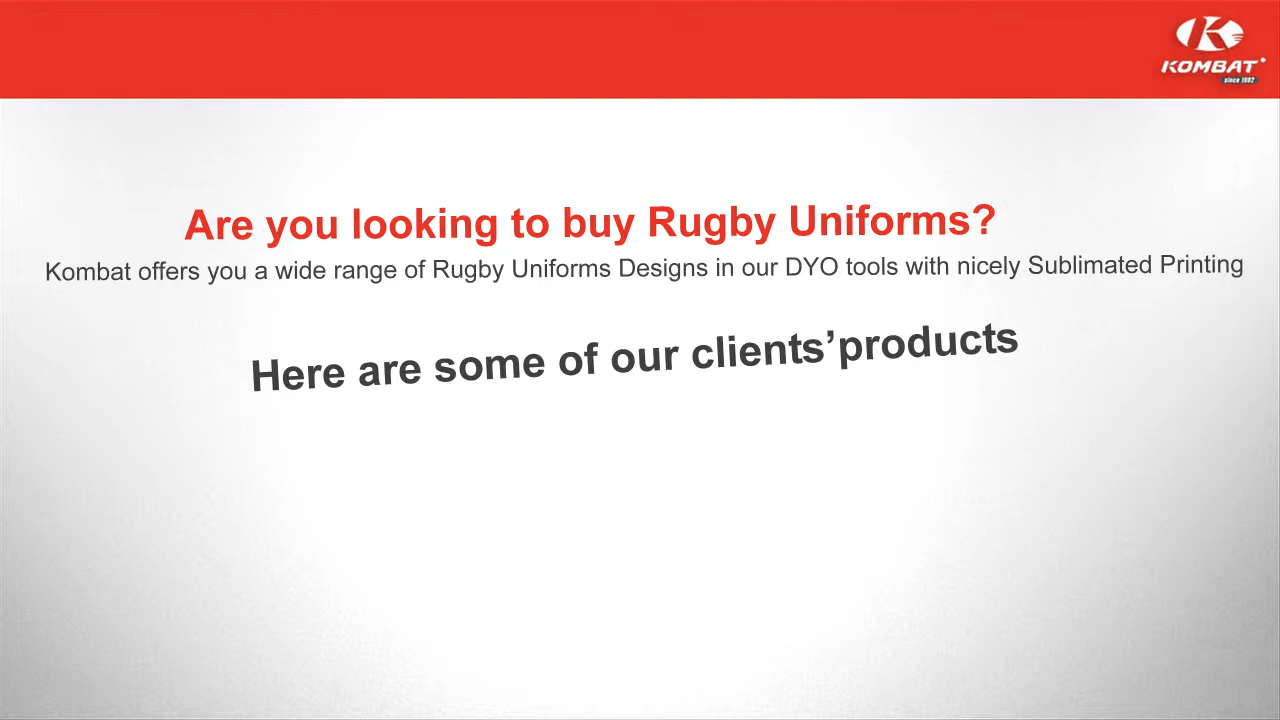 KOMBAT
since 1992
Are you looking to buy Rugby Uniforms?
Kombat offers you a wide range of Rugby Uniforms Designs in our DYO tools with nicely Sublimated Printing
Here are some of our clients’products